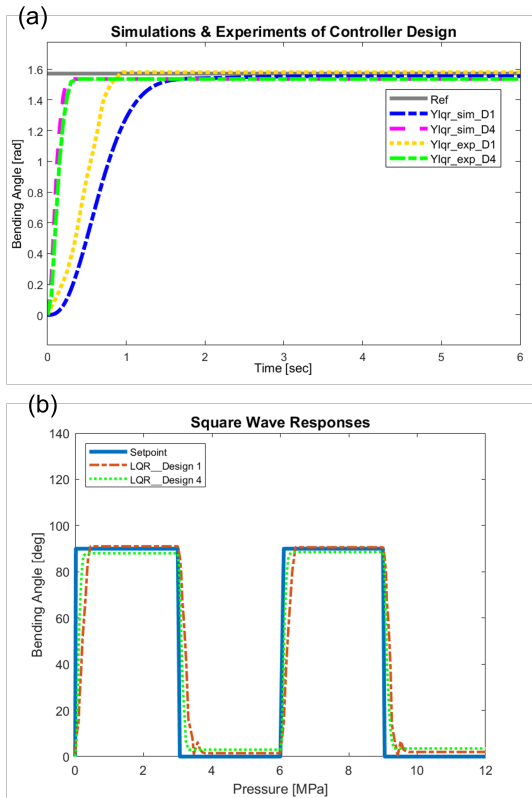 (a)
Simulations & Experiments of Controller Design
Bending Angle [rad]
1.6
1.4
1.2
1
0.8
0.6
0.4
0.2
0
Ref
Ylqr_sim_D1
Ylqr_sim_D4
Ylqr_exp_D1
Ylqr_exp_D4
0 1 2 3 4 5 6
Time [sec]
(b)
Square Wave Responses
Bending Angle [deg]
140
120
100
80
60
40
20
0
Setpoint
LQR__Design 1
LQR__Design 4
0 2 4 6 8 10 12
Pressure [MPa]